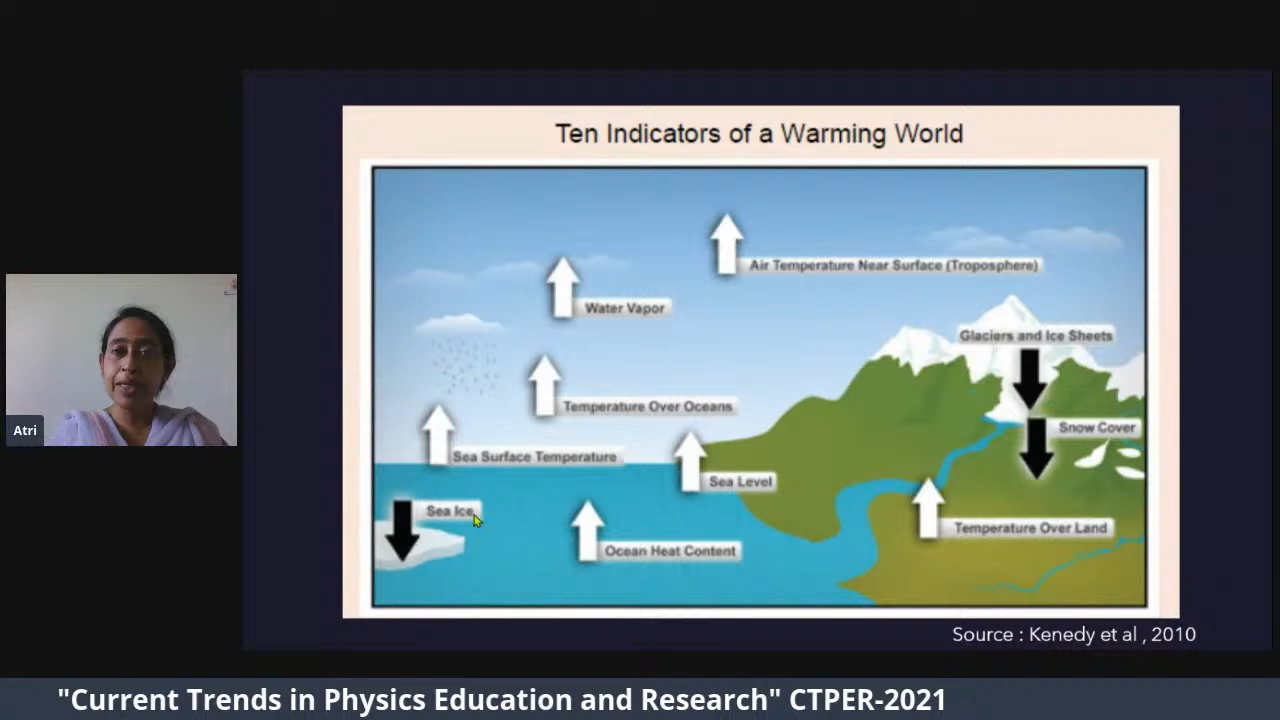 Ten Indicators of a Warming World
Air Temperature Near Surface (Troposphere)
Water Vapor
Glaciers and Ice Sheets
Temperature Over Oceans
Snow Cover
Sea Surface Temperature
Sea Level
Sea Ice
Temperature Over Land
Ocean Heat Content
Atri
Source : Kenedy et al , 2010
"Current Trends in Physics Education and Research" CTPER-2021